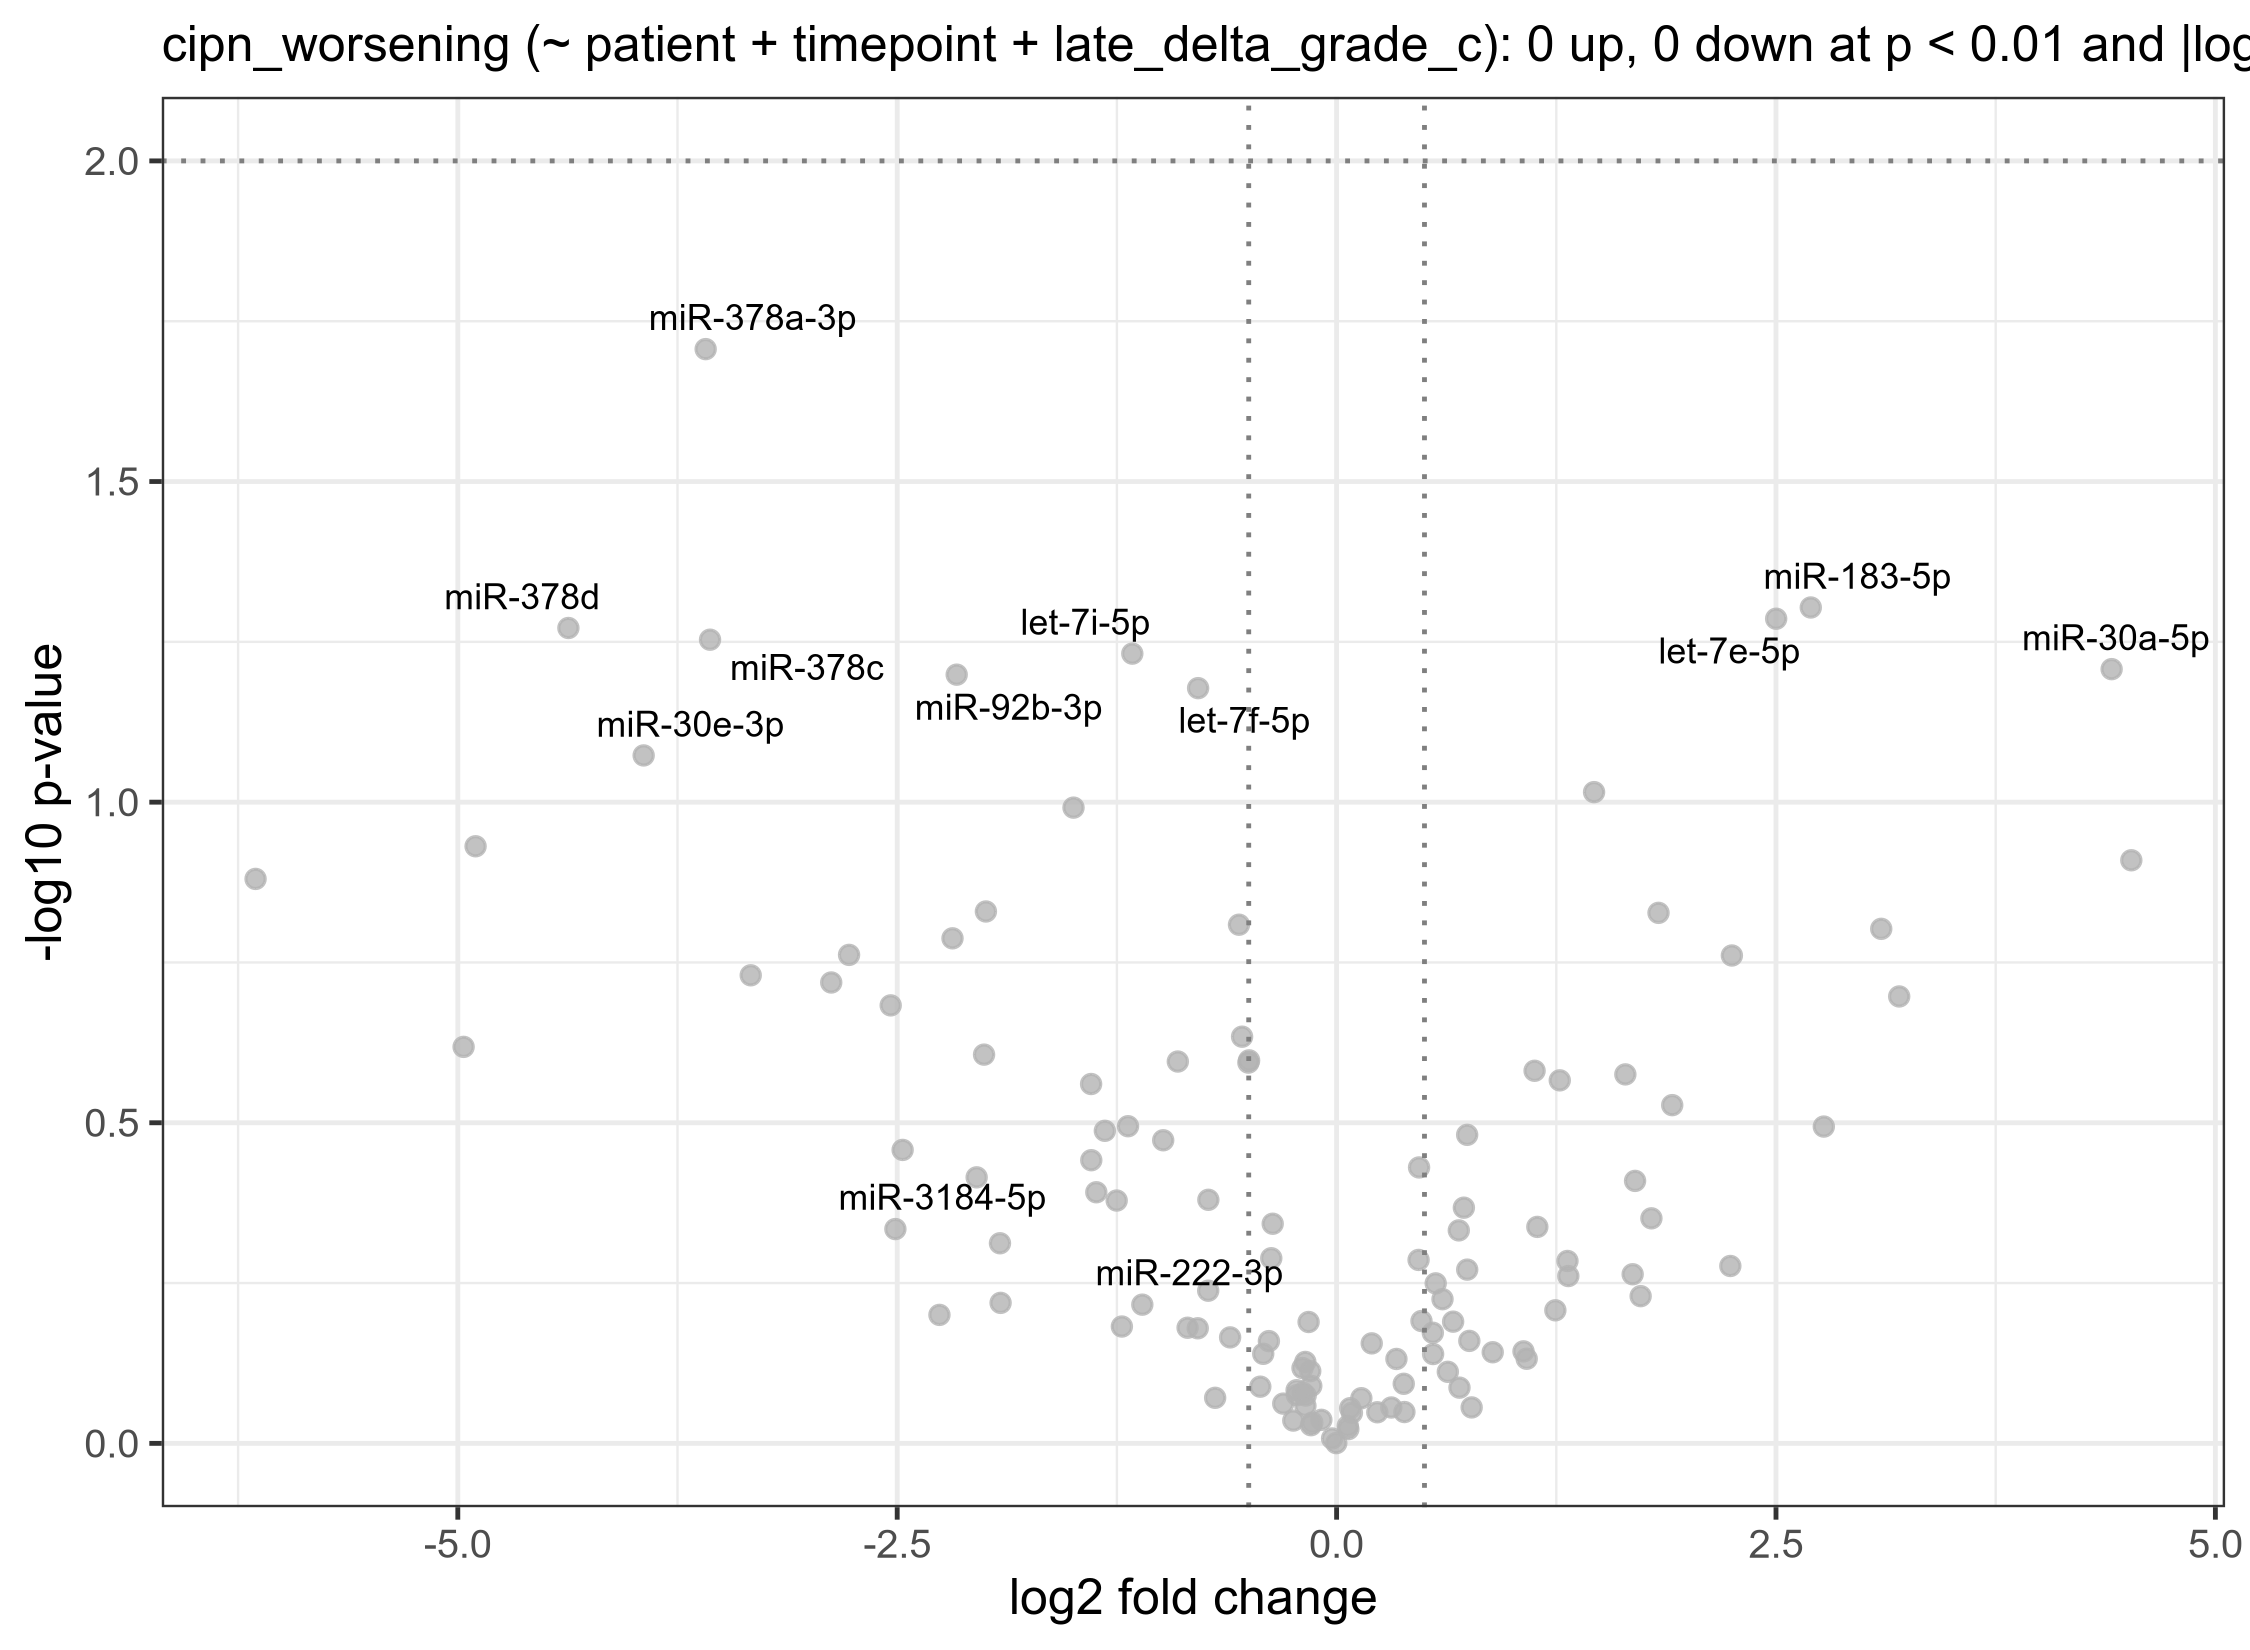 cipn_worsening (~ patient + timepoint + late_delta_grade_c): 0 up, 0 down at p < 0.01 and |log
2.0
miR-378a-3p
1.5
miR-378d
let-7i-5p
miR-183-5p
let-7e-5p
miR-30a-5p
miR-378c
miR-92b-3p
let-7f-5p
miR-30e-3p
1.0
-log10 p-value
0.5
miR-3184-5p
miR-222-3p
0.0
-5.0
-2.5
0.0
2.5
5.0
log2 fold change